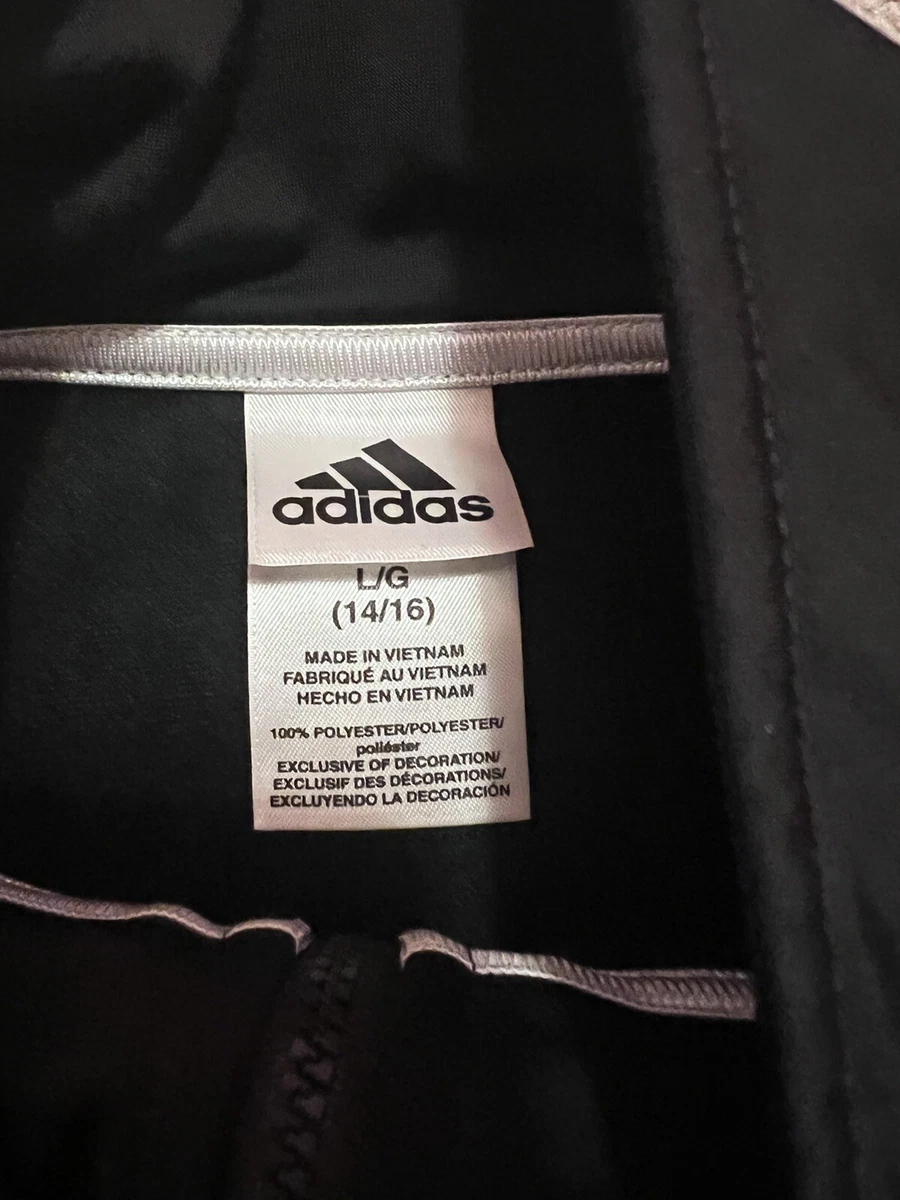 adidas
L/G
(14/16)
MADE IN VIETNAM
FABRIQUÉ AU VIETNAM
HECHO EN VIETNAM
100% POLYESTER/POLYESTER/
poliéster
EXCLUSIVE OF DECORATION/
EXCLUSIF DES DÉCORATIONS/
EXCLUYENDO LA DECORACIÓN